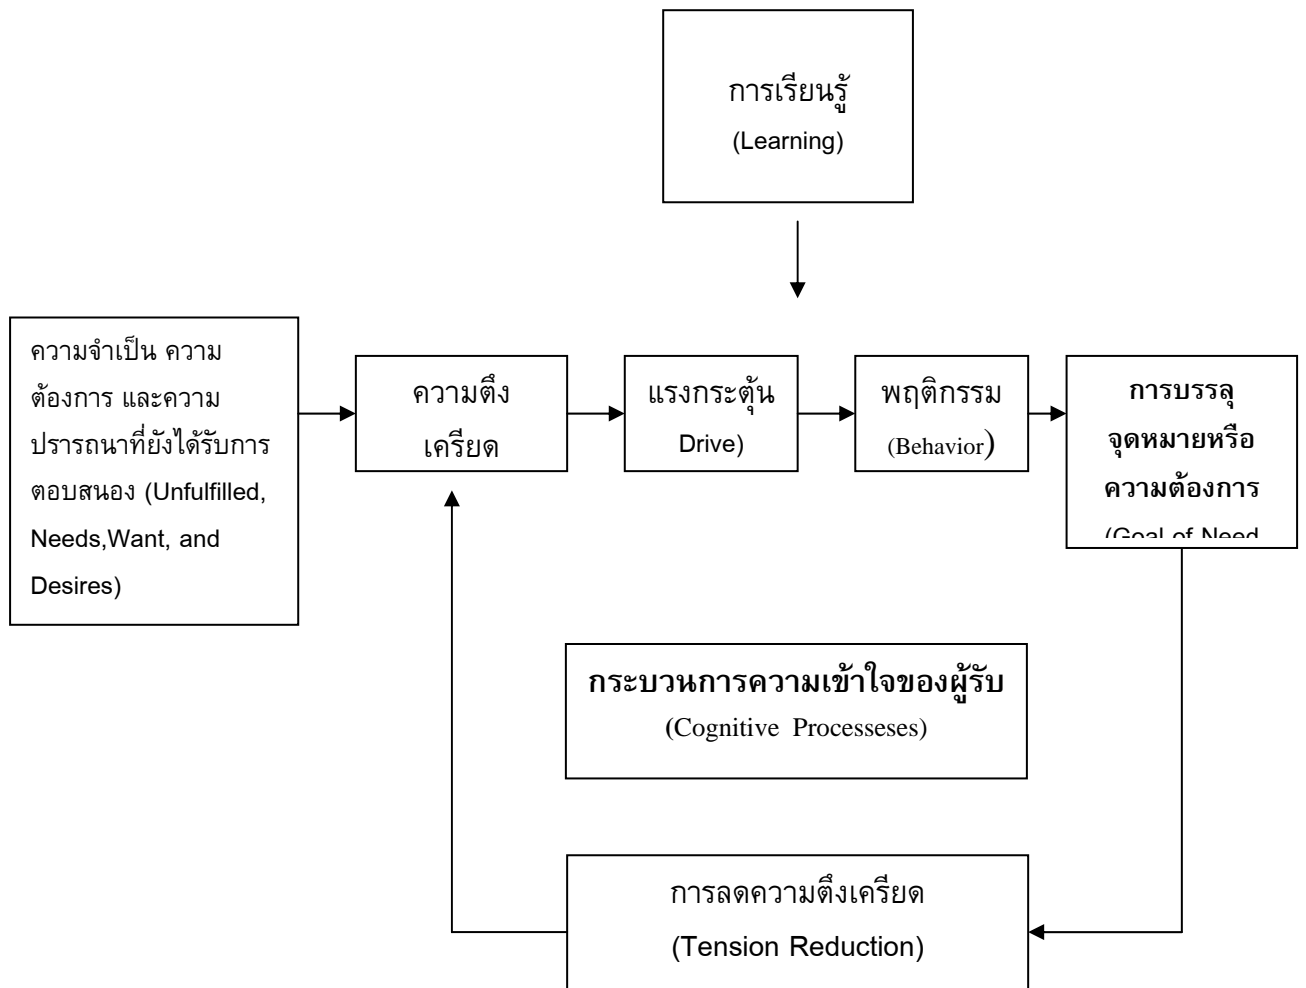 การเรียนรู้
(Learning)
ความจำเป็น ความ
ต้องการ และความ
ปรารถนาที่ยังได้รับการ
ตอบสนอง (Unfulfilled,
Needs,Want, and
Desires)
ความตึง
เครียด
แรงกระตุ้น
Drive)
พฤติกรรม
(Behavior)
การบรรลุ
จุดหมายหรือ
ความต้องการ
(Goal of Need
กระบวนการความเข้าใจของผู้รับ
(Cognitive Processeses)
การลดความตึงเครียด
(Tension Reduction)